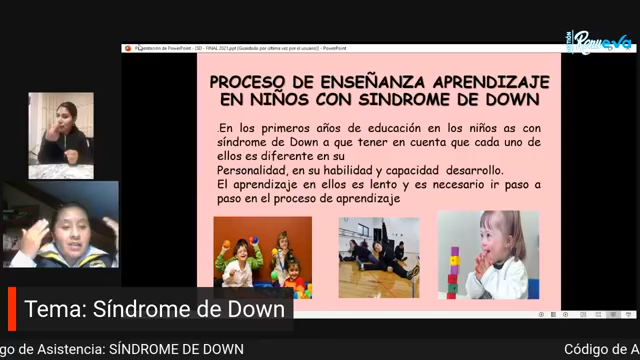 Presentación de PowerPoint - [SD - FINAL 2021.ppt [Guardado por última vez por el usuario]] - PowerPoint
PROCESO DE ENSEÑANZA APRENDIZAJE
EN NIÑOS CON SINDROME DE DOWN
.En los primeros años de educación en los niños as con
síndrome de Down a que tener en cuenta que cada uno de
ellos es diferente en su
Personalidad, en su habilidad y capacidad desarrollo.
El aprendizaje en ellos es lento y es necesario ir paso a
paso en el proceso de aprendizaje
Tema: Síndrome de Down
go de Asistencia: SÍNDROME DE DOWN
Código de A